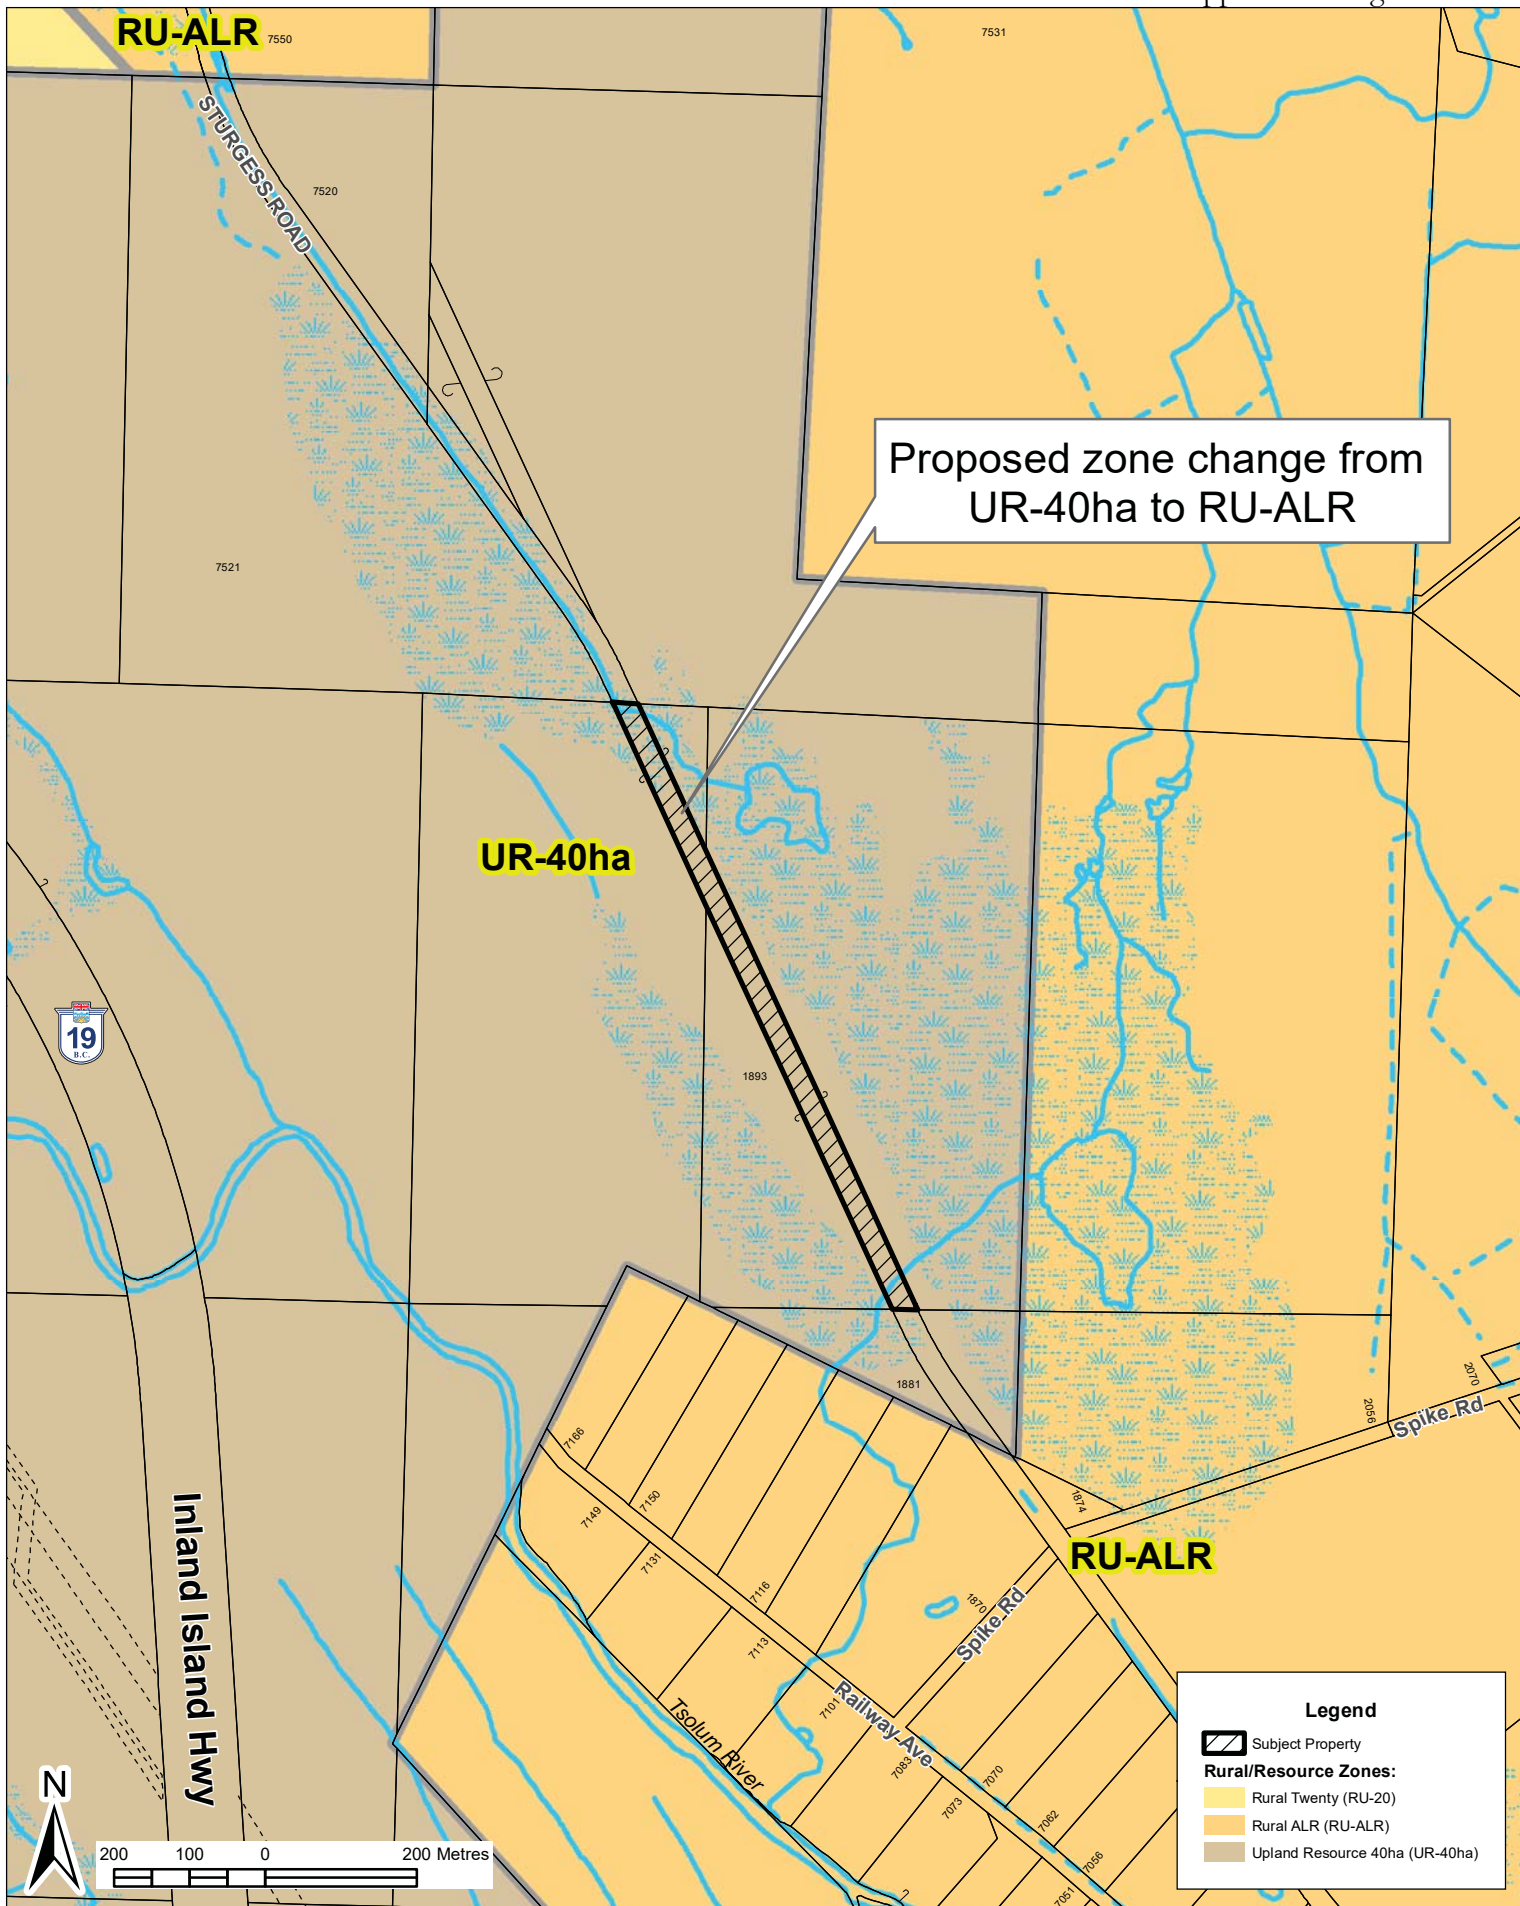 RU-ALR
7550
7531
STURGESS ROAD
7520
Proposed zone change from
UR-40ha to RU-ALR
7521
UR-40ha
19
B.C.
1893
1881
2070
2056
Spike Rd
7166
7150
7149
1874
RU-ALR
7131
7116
1870
Spike Rd
7113
7101
Railway Ave
Tsolum River
7083
7070
7073
7062
7056
7051
Inland Island Hwy
N
200 100 0 200 Metres
Legend
Subject Property
Rural/Resource Zones:
Rural Twenty (RU-20)
Rural ALR (RU-ALR)
Upland Resource 40ha (UR-40ha)